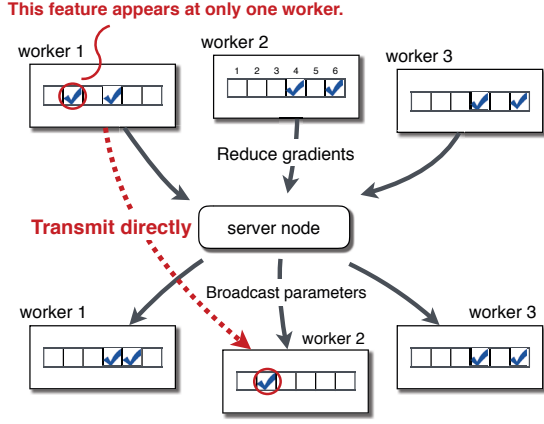 This feature appears at only one worker.
worker 1
worker 2
worker 3
1 2 3 4 5 6
Reduce gradients
Transmit directly
server node
Broadcast parameters
worker 1
worker 2
worker 3